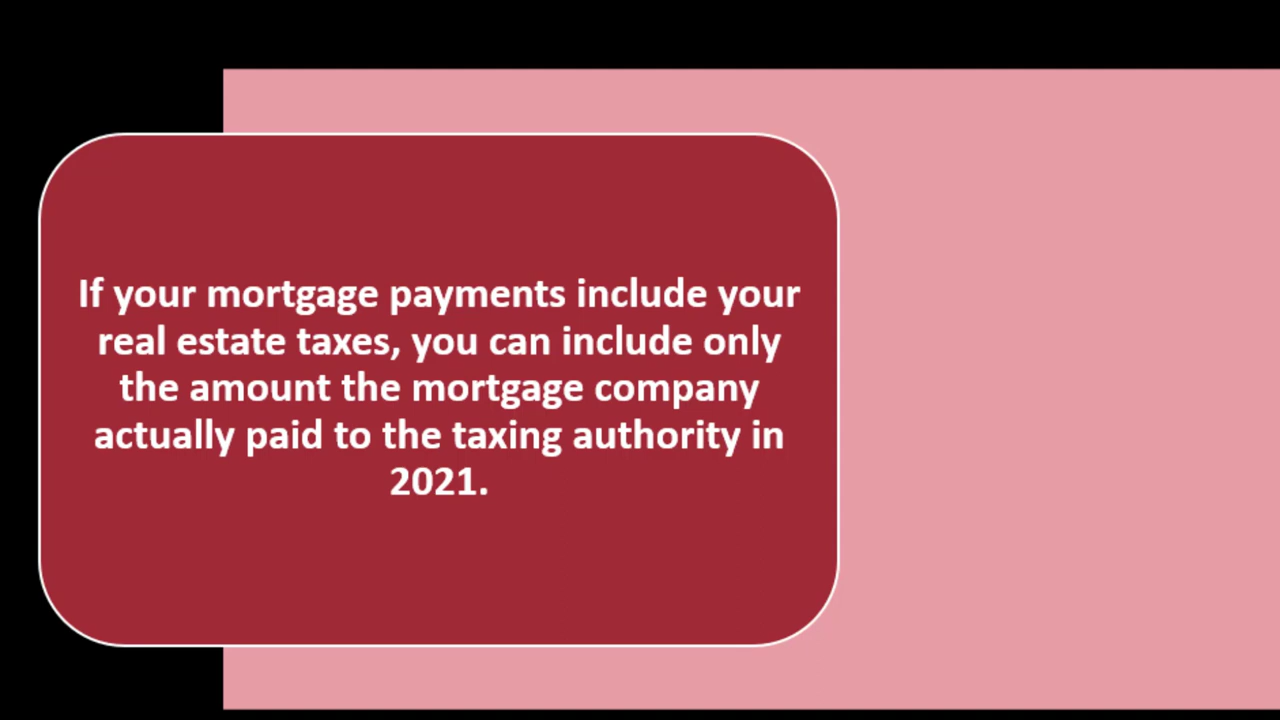 If your mortgage payments include your
real estate taxes, you can include only
the amount the mortgage company
actually paid to the taxing authority in
2021.